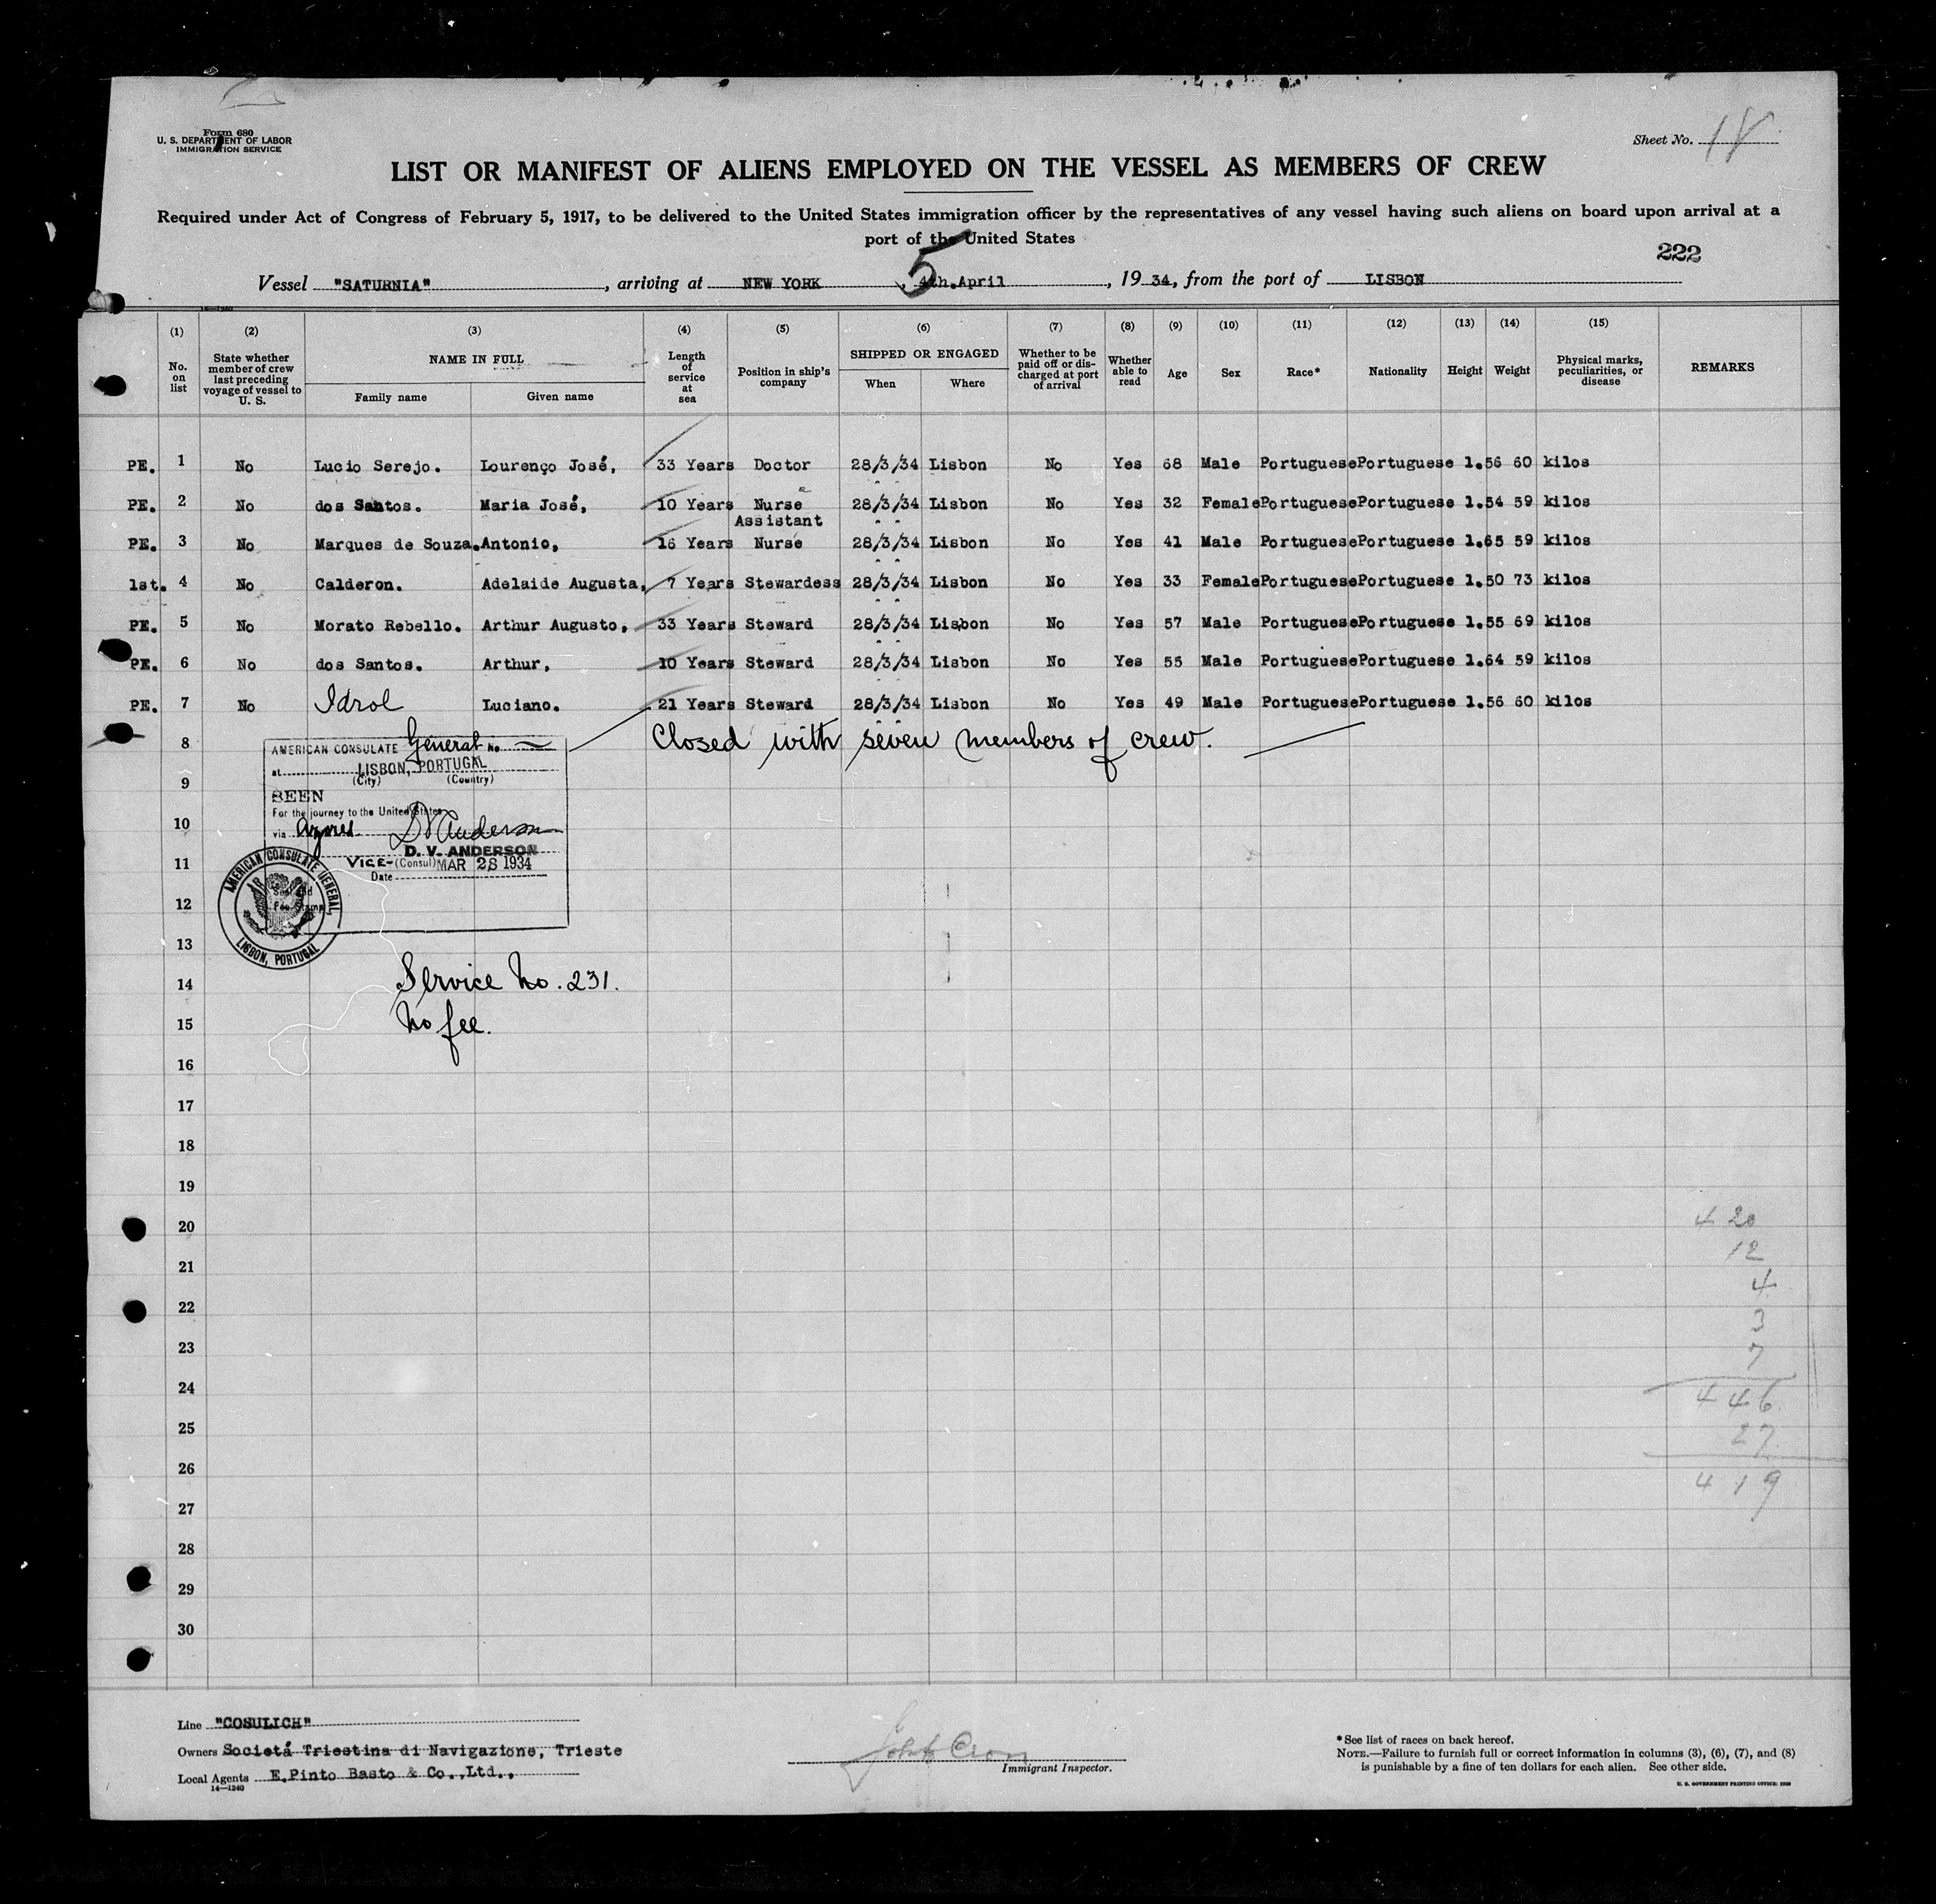 Form 680
U. S. DEPARTMENT OF LABOR
IMMIGRATION SERVICE
Sheet No.
LIST OR MANIFEST OF ALIENS EMPLOYED ON THE VESSEL AS MEMBERS OF CREW
Required under Act of Congress of February 5, 1917, to be delivered to the United States immigration officer by the representatives of any vessel having such aliens on board upon arrival at a
port of the United States
222
5
Vessel "SATURNIA", arriving at NEW YORK, 4th.April, 1934, from the port of LISBON
(1) (2) (3) (4) (5) (6) (7) (8) (9) (10) (11) (12) (13) (14) (15)
No. on list State whether member of crew last preceding voyage of vessel to U. S. NAME IN FULL Family name Given name Length of service at sea Position in ship's company SHIPPED OR ENGAGED When Where Whether to be paid off or discharged at port of arrival Whether able to read Age Sex Race* Nationality Height Weight Physical marks, peculiarities, or disease REMARKS
PE. 1 No Lucio Serejo. Lourenço José, 33 Years Doctor 28/3/34 Lisbon No Yes 68 Male Portuguese Portuguese 1.56 60 kilos
PE. 2 No dos Santos. Maria José, 10 Years Nurse 28/3/34 Lisbon No Yes 32 Female Portuguese Portuguese 1.54 59 kilos
PE. 3 No Marques de Souza. Antonio, 16 Years Assistant Nurse 28/3/34 Lisbon No Yes 41 Male Portuguese Portuguese 1.65 59 kilos
1st. 4 No Calderon. Adelaide Augusta, 7 Years Stewardess 28/3/34 Lisbon No Yes 33 Female Portuguese Portuguese 1.50 73 kilos
PE. 5 No Morato Rebello. Arthur Augusto, 33 Years Steward 28/3/34 Lisbon No Yes 57 Male Portuguese Portuguese 1.55 69 kilos
PE. 6 No dos Santos. Arthur, 10 Years Steward 28/3/34 Lisbon No Yes 55 Male Portuguese Portuguese 1.64 59 kilos
PE. 7 No Idrol Luciano. 21 Years Steward 28/3/34 Lisbon No Yes 49 Male Portuguese Portuguese 1.56 60 kilos
8 Closed with seven members of crew.
AMERICAN CONSULATE General No.
at LISBON, PORTUGAL
(City) (Country)
9
SEEN
For the journey to the United States
10
via Azores DVAnderson
D. V. ANDERSON
11
VICE-(Consul) MAR 28 1934
Date
AMERICAN CONSULATE GENERAL,
LISBON, PORTUGAL
Seal and
Fee Stamp
12
13
14 Service No. 231.
15 No fee.
16
17
18
19
20
21
22
23
24
25
26
27
28
29
30
4 20
12
4
3
7
446
27
419
Line "COSULICH"
Owners Societá Triestina di Navigazione, Trieste
Local Agents E.Pinto Basto & Co.,Ltd.,
14—1240
Immigrant Inspector.
*See list of races on back hereof.
NOTE.—Failure to furnish full or correct information in columns (3), (6), (7), and (8)
is punishable by a fine of ten dollars for each alien. See other side.